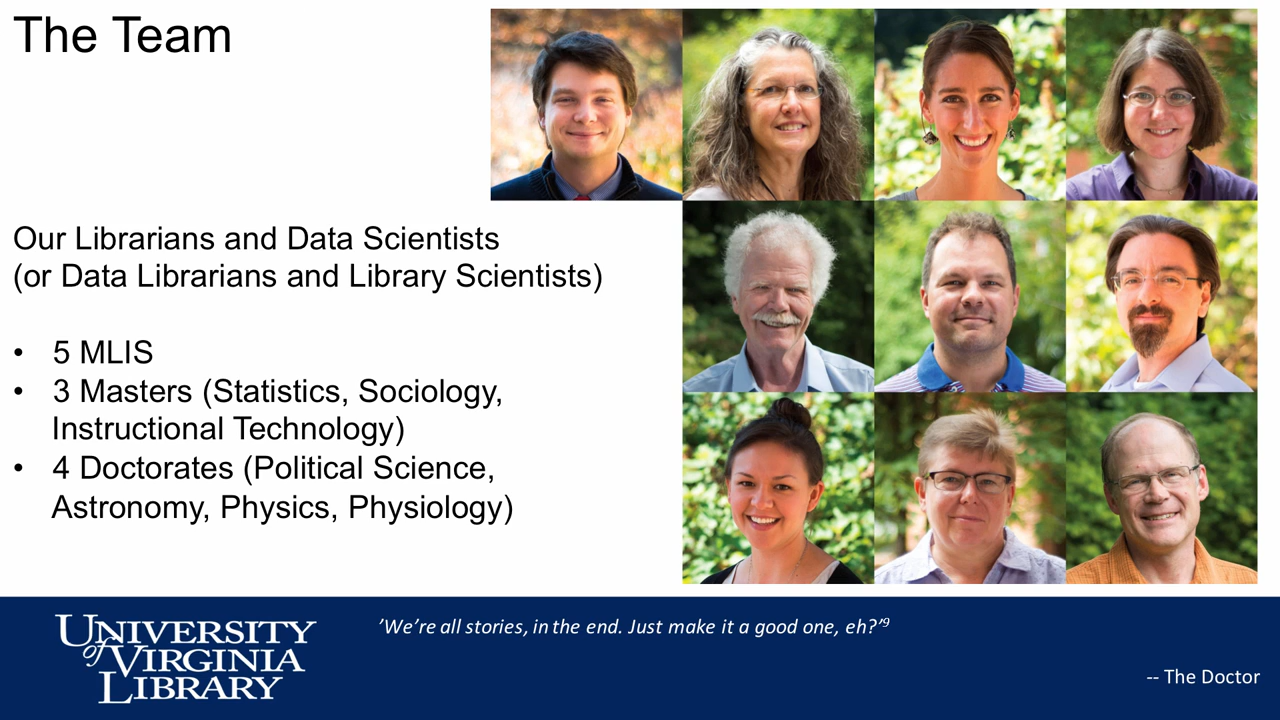 The Team
Our Librarians and Data Scientists
(or Data Librarians and Library Scientists)
• 5 MLIS
• 3 Masters (Statistics, Sociology,
Instructional Technology)
• 4 Doctorates (Political Science,
Astronomy, Physics, Physiology)
UNIVERSITY
of VIRGINIA
LIBRARY
’We’re all stories, in the end. Just make it a good one, eh?’⁹
-- The Doctor